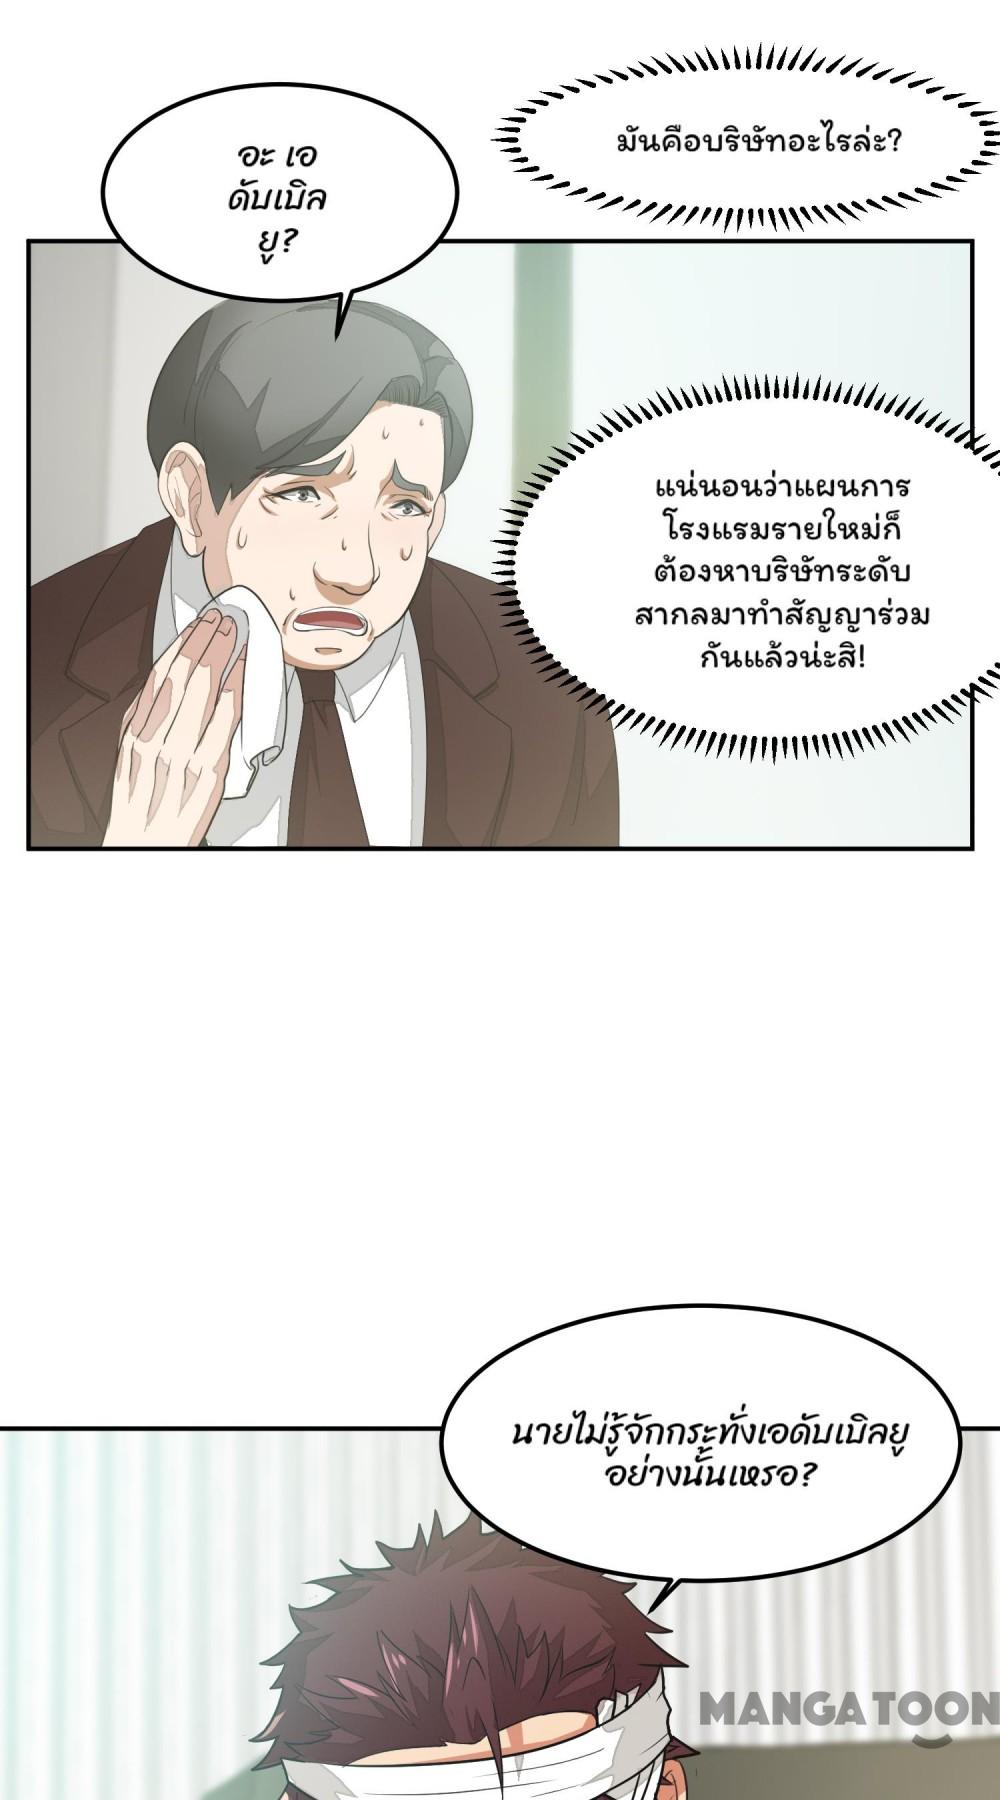 อะ เอ
ดับเบิล
ยู?
มันคือบริษัทอะไรล่ะ?
แน่นอนว่าแผนการ
โรงแรมรายใหม่ก็
ต้องหาบริษัทระดับ
สากลมาทำสัญญาร่วม
กันแล้วน่ะสิ!
นายไม่รู้จักกระทั่งเอดับเบิลยู
อย่างนั้นเหรอ?
MANGATOON